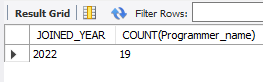 Result Grid Filter Rows:
JOINED_YEAR COUNT(Programmer_name)
2022 19